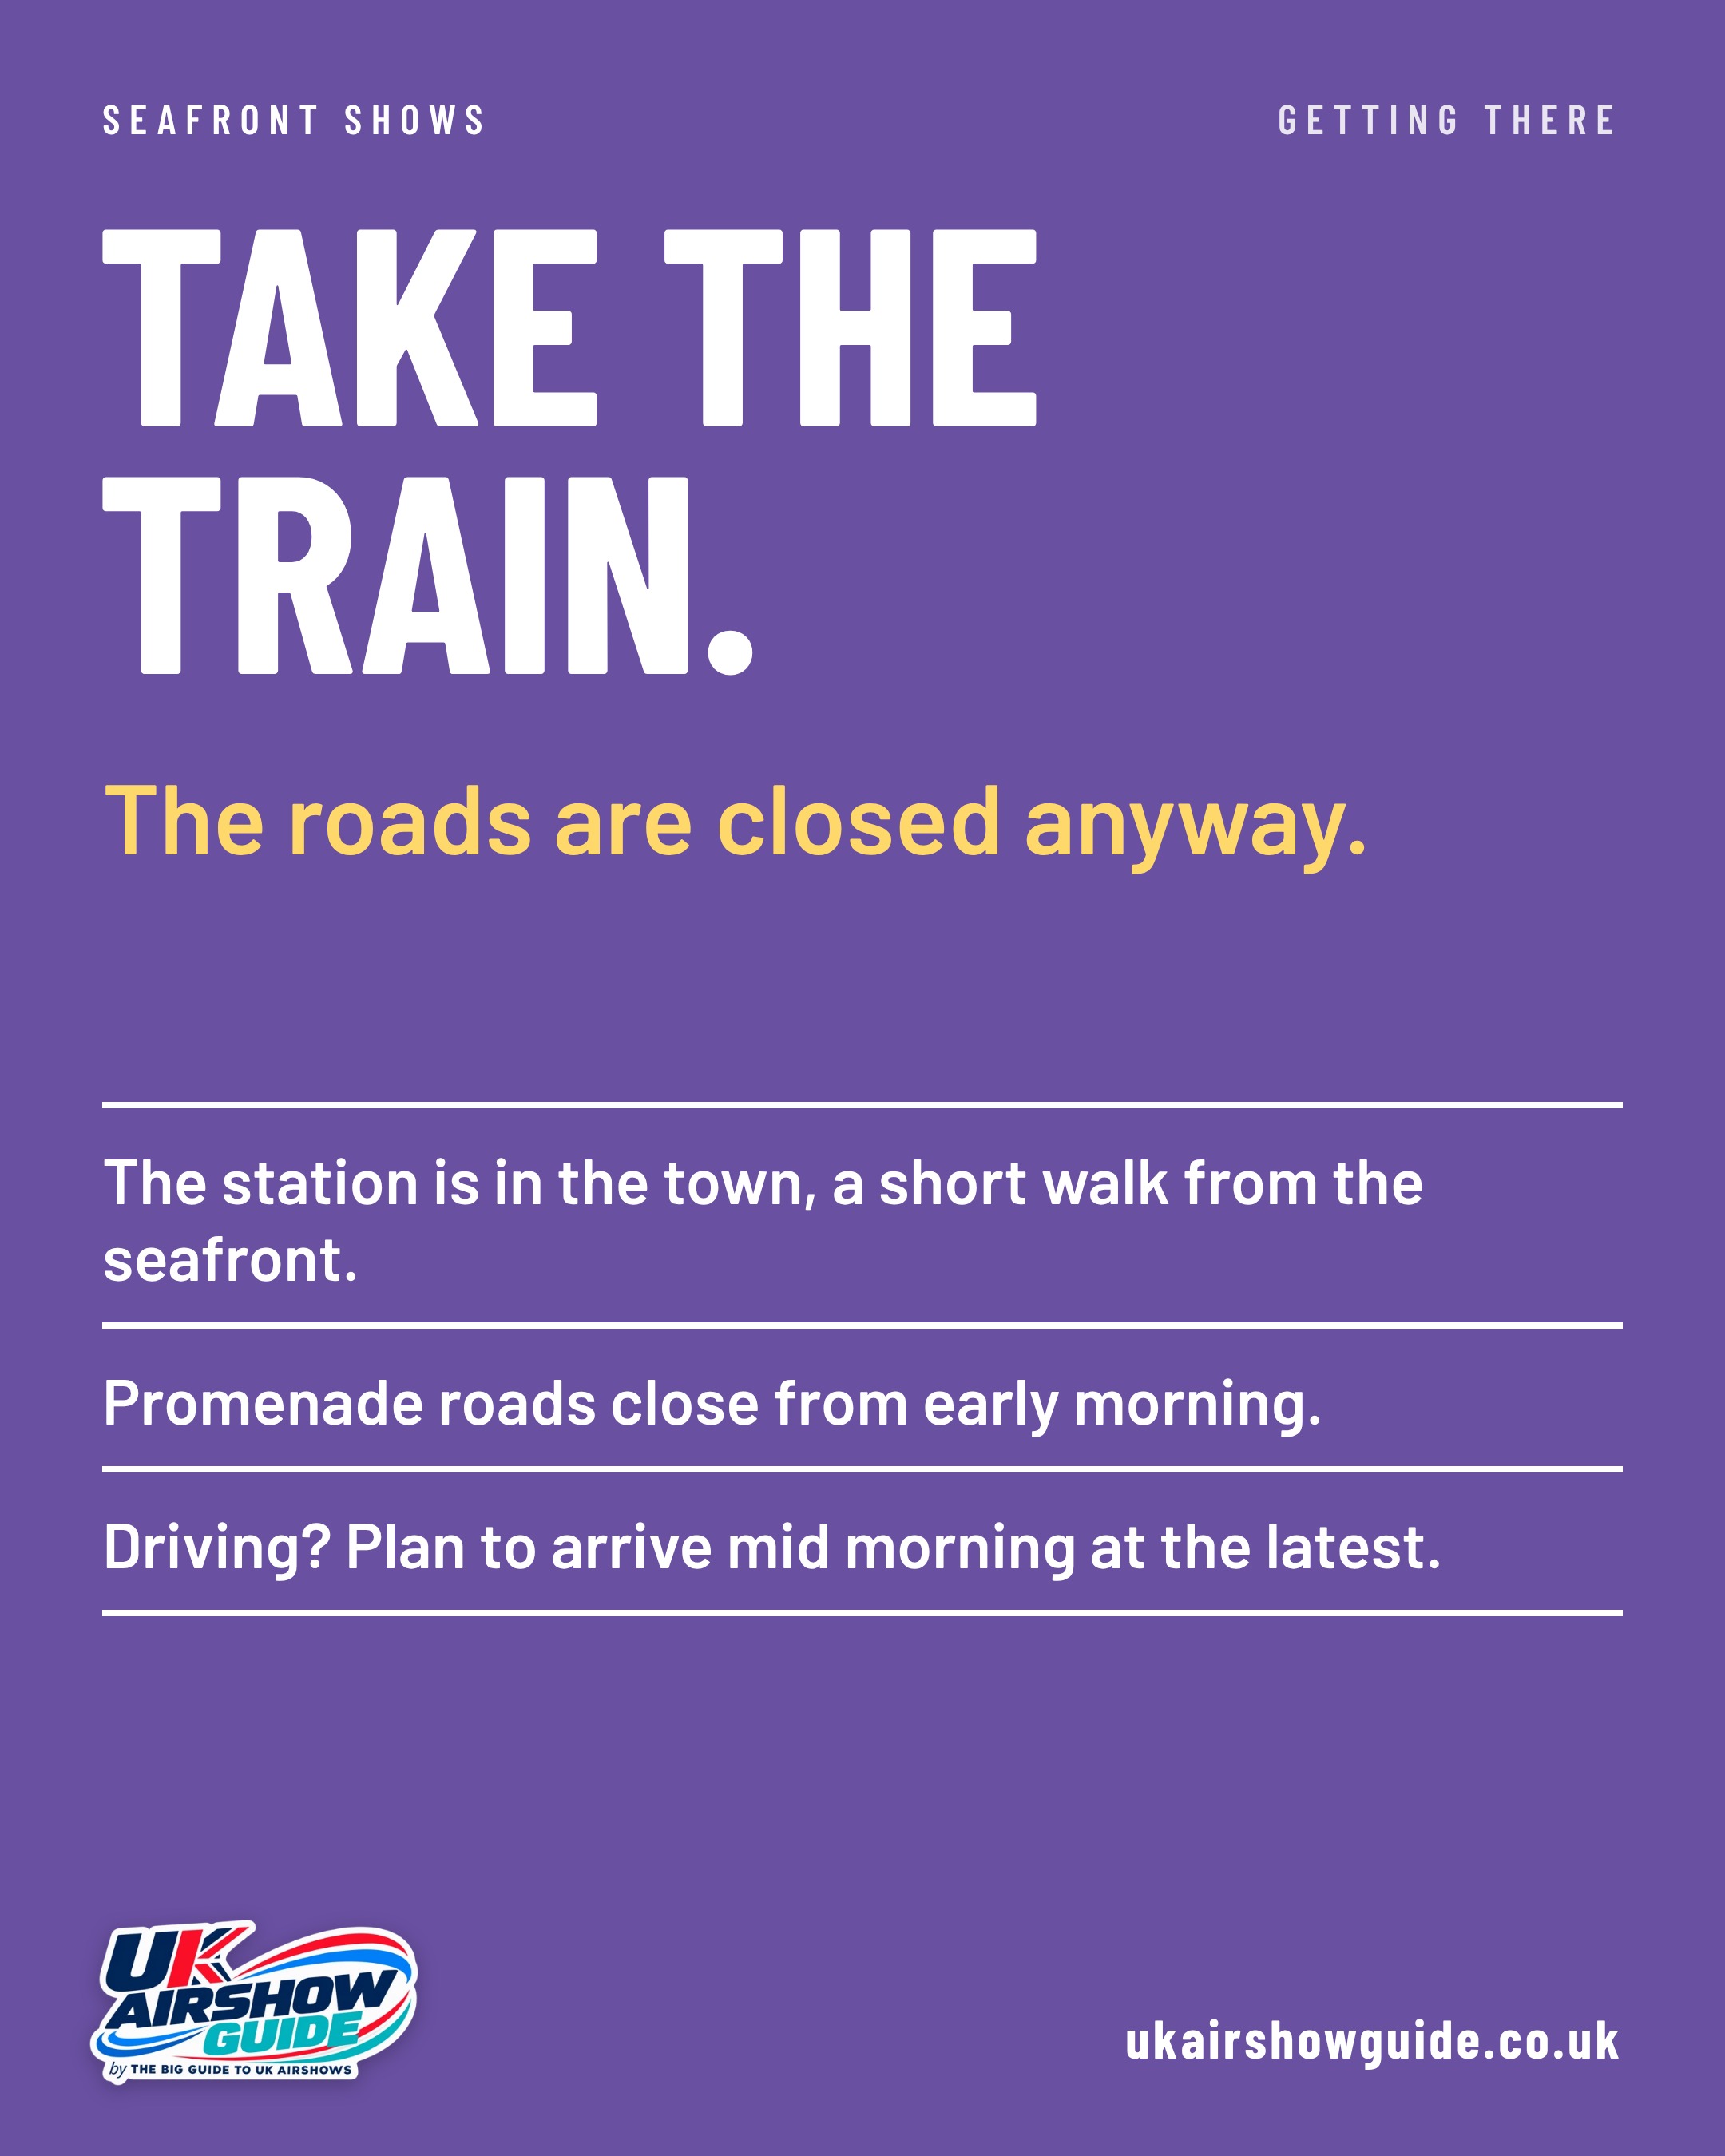 SEAFRONT SHOWS
GETTING THERE
TAKE THE
TRAIN.
The roads are closed anyway.
The station is in the town, a short walk from the
seafront.
Promenade roads close from early morning.
Driving? Plan to arrive mid morning at the latest.
UK
AIRSHOW
GUIDE
by THE BIG GUIDE TO UK AIRSHOWS
ukairshowguide.co.uk